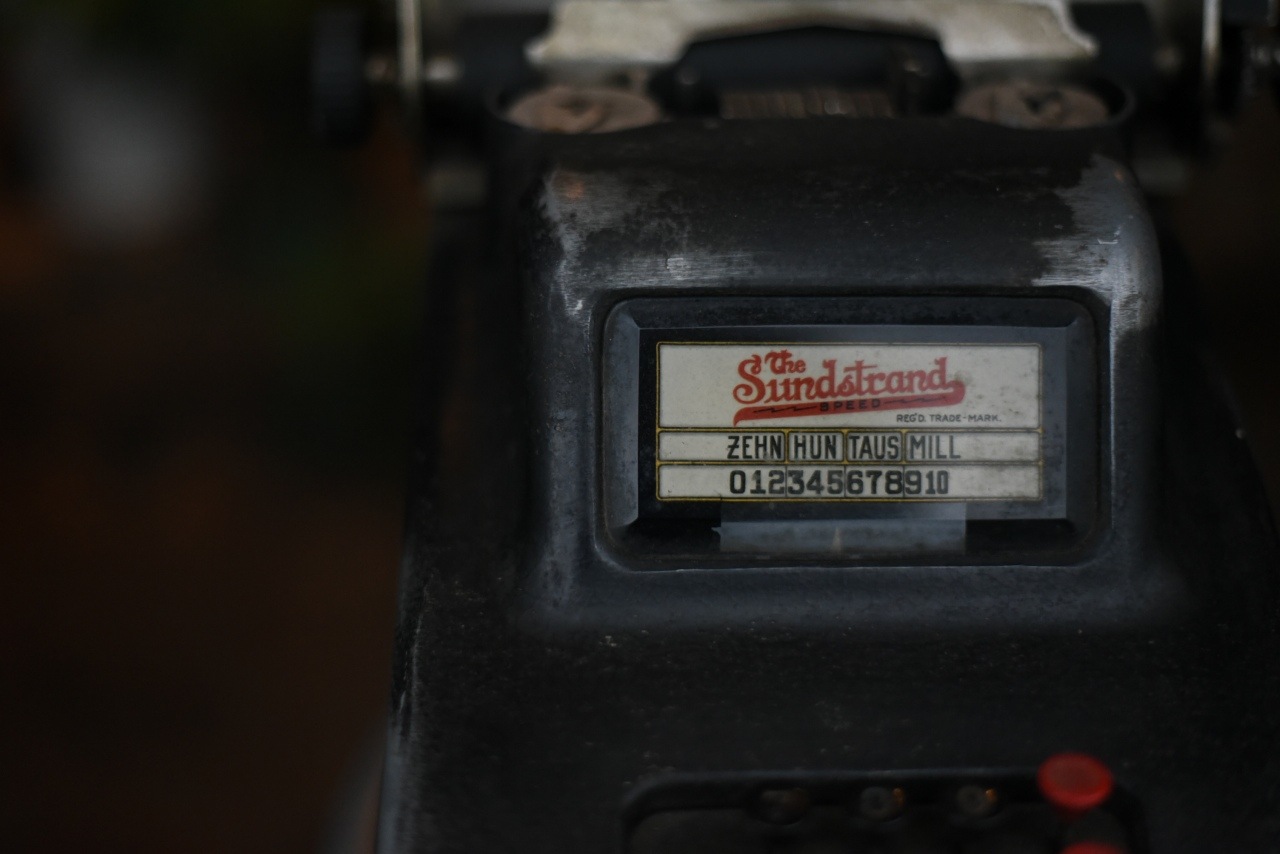 The
Sundstrand
SPEED
REG'D. TRADE-MARK.
ZEHN HUN TAUS MILL
012345678910